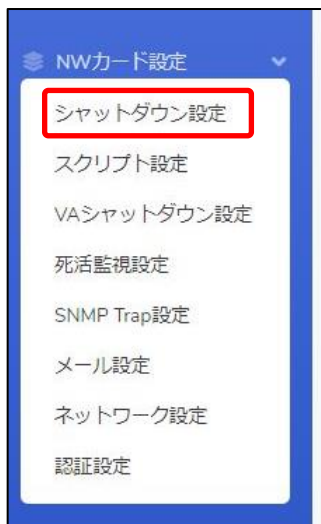 NWカード設定
シャットダウン設定
スクリプト設定
VAシャットダウン設定
死活監視設定
SNMP Trap設定
メール設定
ネットワーク設定
認証設定